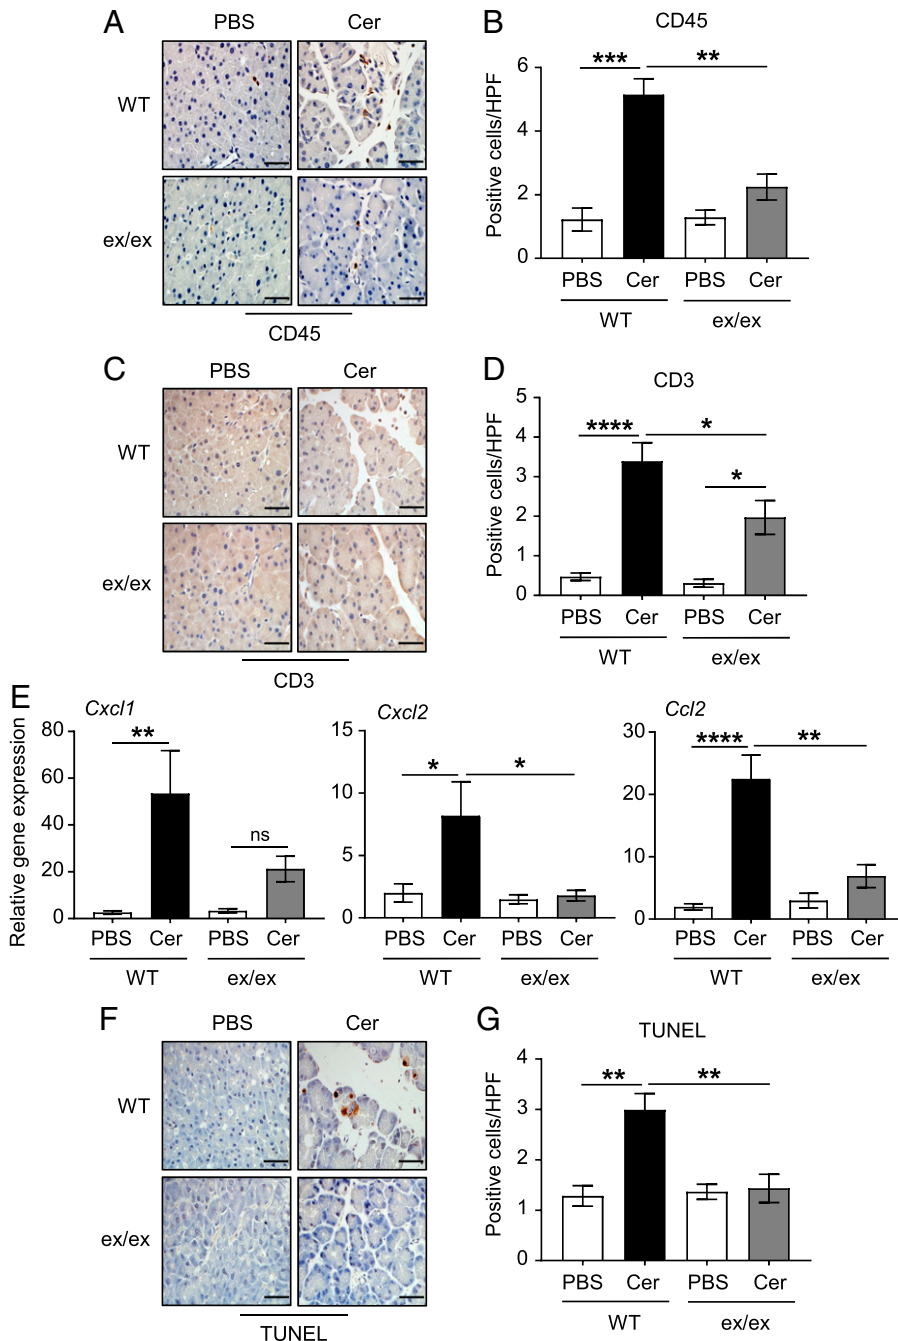 A
PBS Cer
WT
ex/ex
CD45
B
CD45
*** **
Positive cells/HPF
6
4
2
0
PBS Cer PBS Cer
WT ex/ex
C
PBS Cer
WT
ex/ex
CD3
D
CD3
**** * *
Positive cells/HPF
5
4
3
2
1
0
PBS Cer PBS Cer
WT ex/ex
E
Relative gene expression
Cxcl1
** ns
80
60
40
20
0
PBS Cer PBS Cer
WT ex/ex
Cxcl2
* *
15
10
5
0
PBS Cer PBS Cer
WT ex/ex
Ccl2
**** **
30
20
10
0
PBS Cer PBS Cer
WT ex/ex
F
PBS Cer
WT
ex/ex
TUNEL
G
TUNEL
** **
Positive cells/HPF
4
3
2
1
0
PBS Cer PBS Cer
WT ex/ex